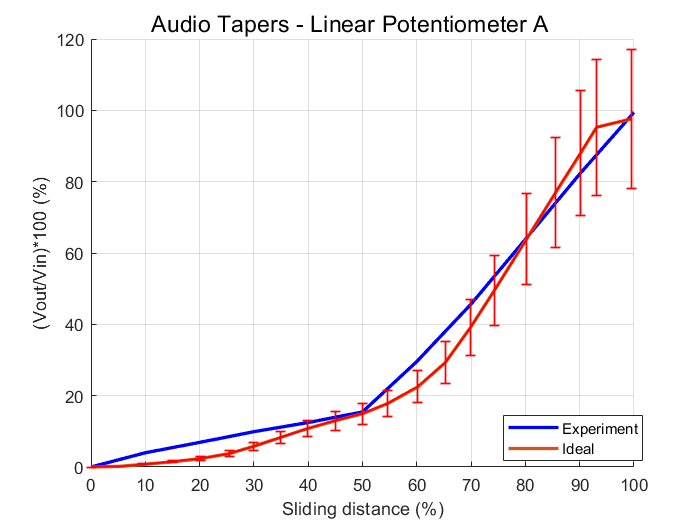 Audio Tapers - Linear Potentiometer A
120
100
80
60
40
20
0
(Vout/Vin)*100 (%)
0 10 20 30 40 50 60 70 80 90 100
Sliding distance (%)
Experiment
Ideal